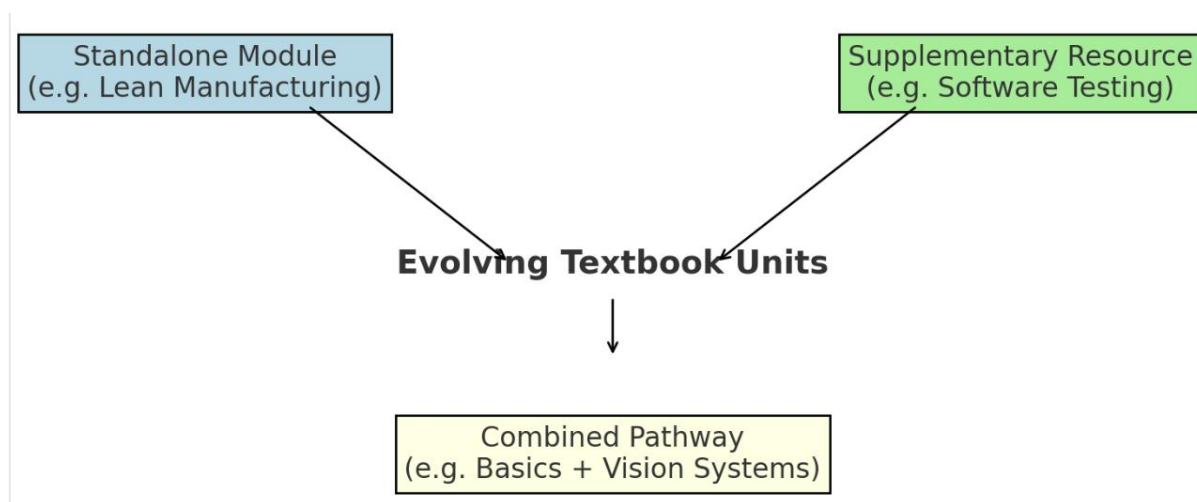 Standalone Module
(e.g. Lean Manufacturing)
Supplementary Resource
(e.g. Software Testing)
Evolving Textbook Units
Combined Pathway
(e.g. Basics + Vision Systems)